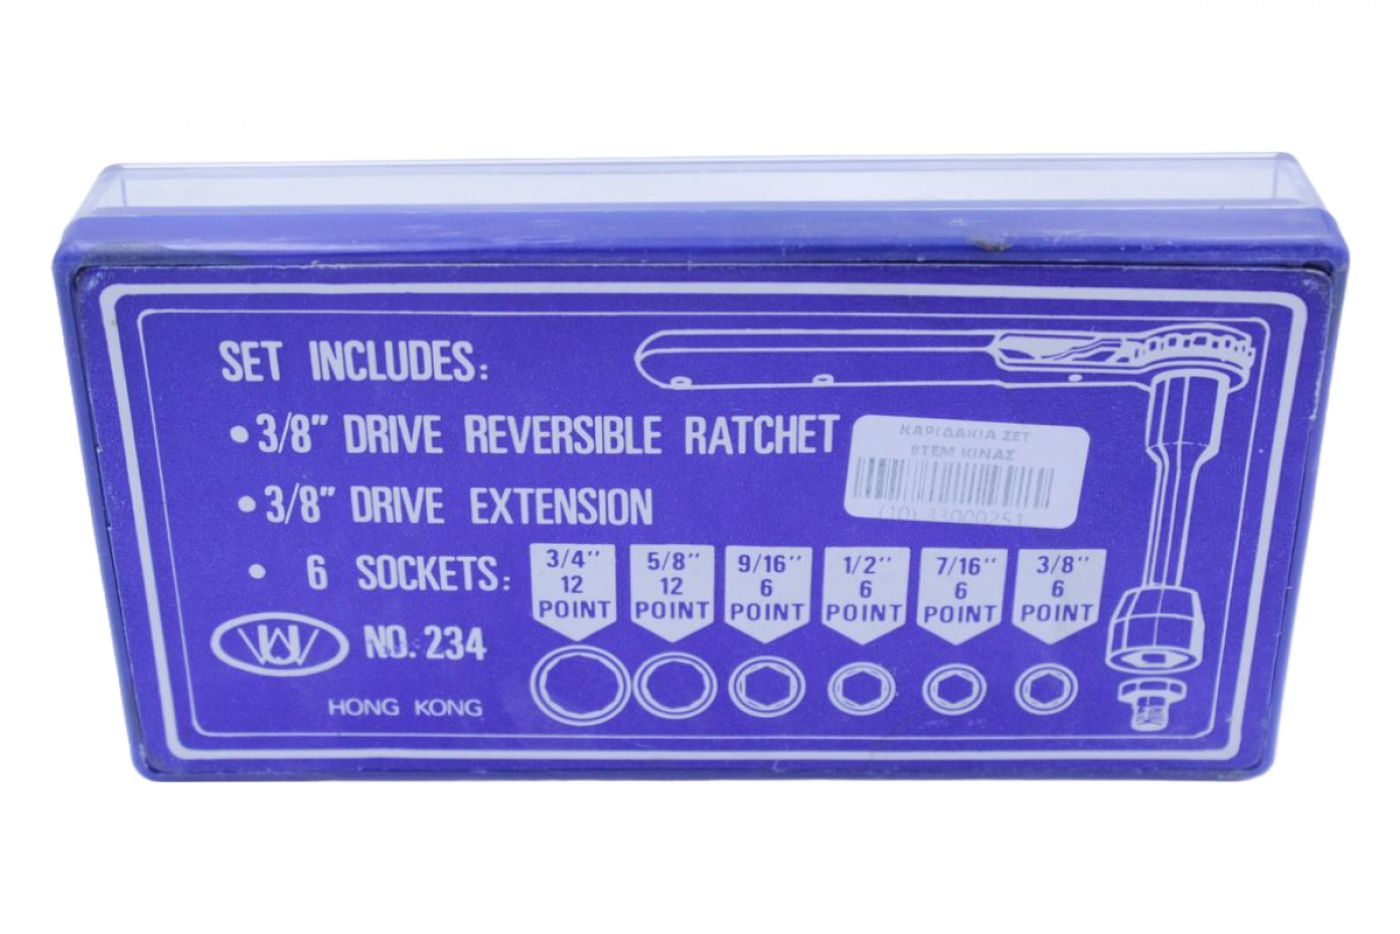 SET INCLUDES:
• 3/8" DRIVE REVERSIBLE RATCHET
ΚΑΡΙΔΑΚΙΑ ΣΕΤ
8ΤΕΜ ΚΙΝΑΣ
(10) 33000251
• 3/8" DRIVE EXTENSION
• 6 SOCKETS:
3/4" 12 POINT
5/8" 12 POINT
9/16" 6 POINT
1/2" 6 POINT
7/16" 6 POINT
3/8" 6 POINT
NO. 234
HONG KONG